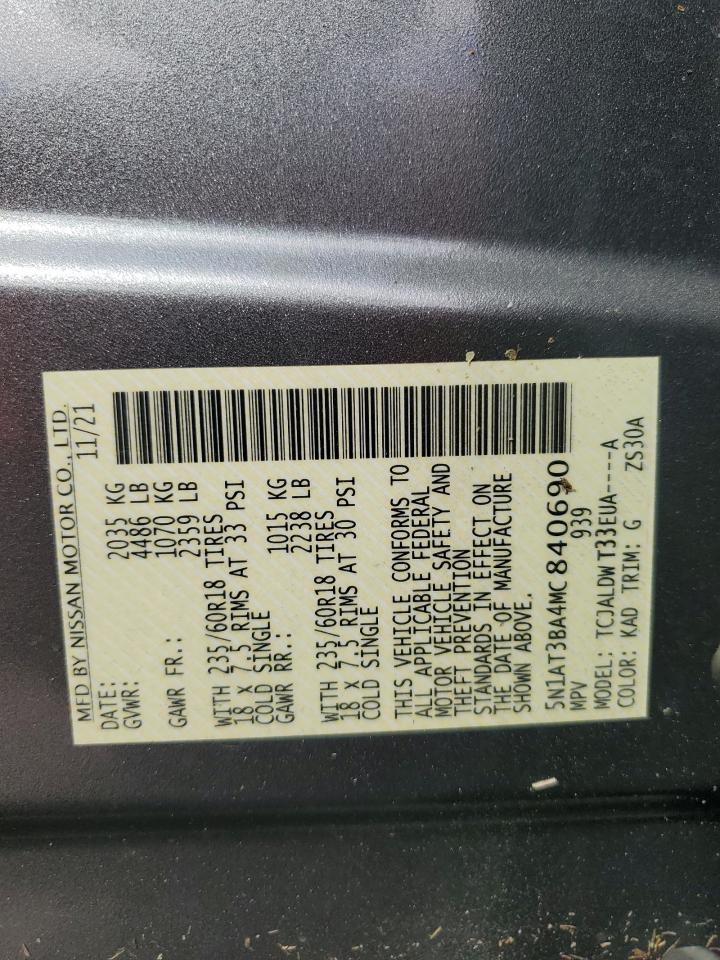 MFD BY NISSAN MOTOR CO., LTD.
DATE: 11/21
GVWR: 2035 KG
4486 LB
GAWR FR.: 1070 KG
2359 LB
WITH 235/60R18 TIRES
18 x 7.5 RIMS AT 33 PSI
COLD SINGLE
GAWR RR.: 1015 KG
2238 LB
WITH 235/60R18 TIRES
18 x 7.5 RIMS AT 30 PSI
COLD SINGLE
THIS VEHICLE CONFORMS TO
ALL APPLICABLE FEDERAL
MOTOR VEHICLE SAFETY AND
THEFT PREVENTION
STANDARDS IN EFFECT ON
THE DATE OF MANUFACTURE
SHOWN ABOVE.
5N1AT3BA4MC840690
MPV 939
MODEL: TCJALDWT33EUA----A
COLOR: KAD TRIM: G ZS30A